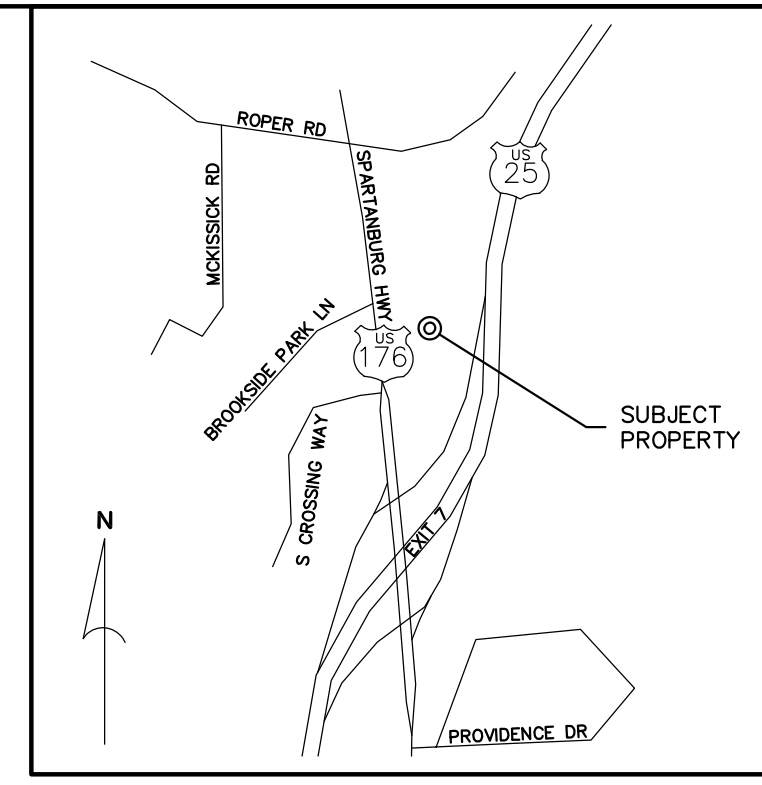 ROPER RD
US
25
MCKISSICK RD
SPARTANBURG HWY
BROOKSIDE PARK LN
US
176
SUBJECT
PROPERTY
S CROSSING WAY
N
EXIT 7
PROVIDENCE DR